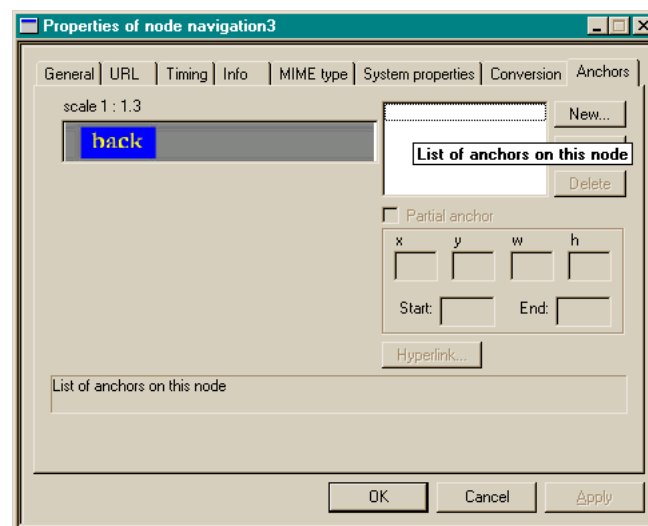 Properties of node navigation3
General URL Timing Info MIME type System properties Conversion Anchors
scale 1 : 1.3
back
New...
List of anchors on this node
Delete
Partial anchor
x y w h
Start: End:
Hyperlink...
List of anchors on this node
OK Cancel Apply